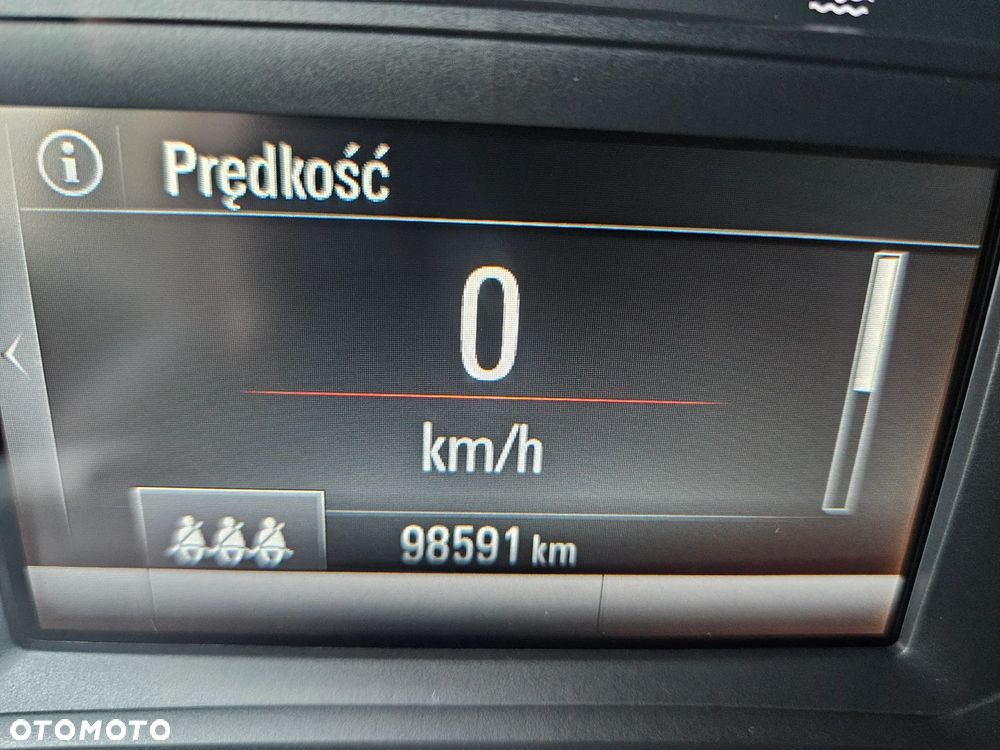 i Prędkość
0
km/h
98591 km
OTOMOTO